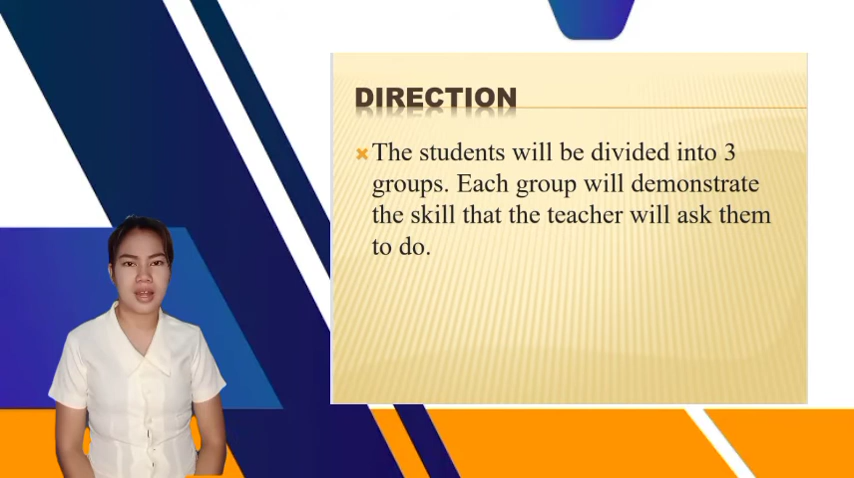 DIRECTION
The students will be divided into 3
groups. Each group will demonstrate
the skill that the teacher will ask them
to do.